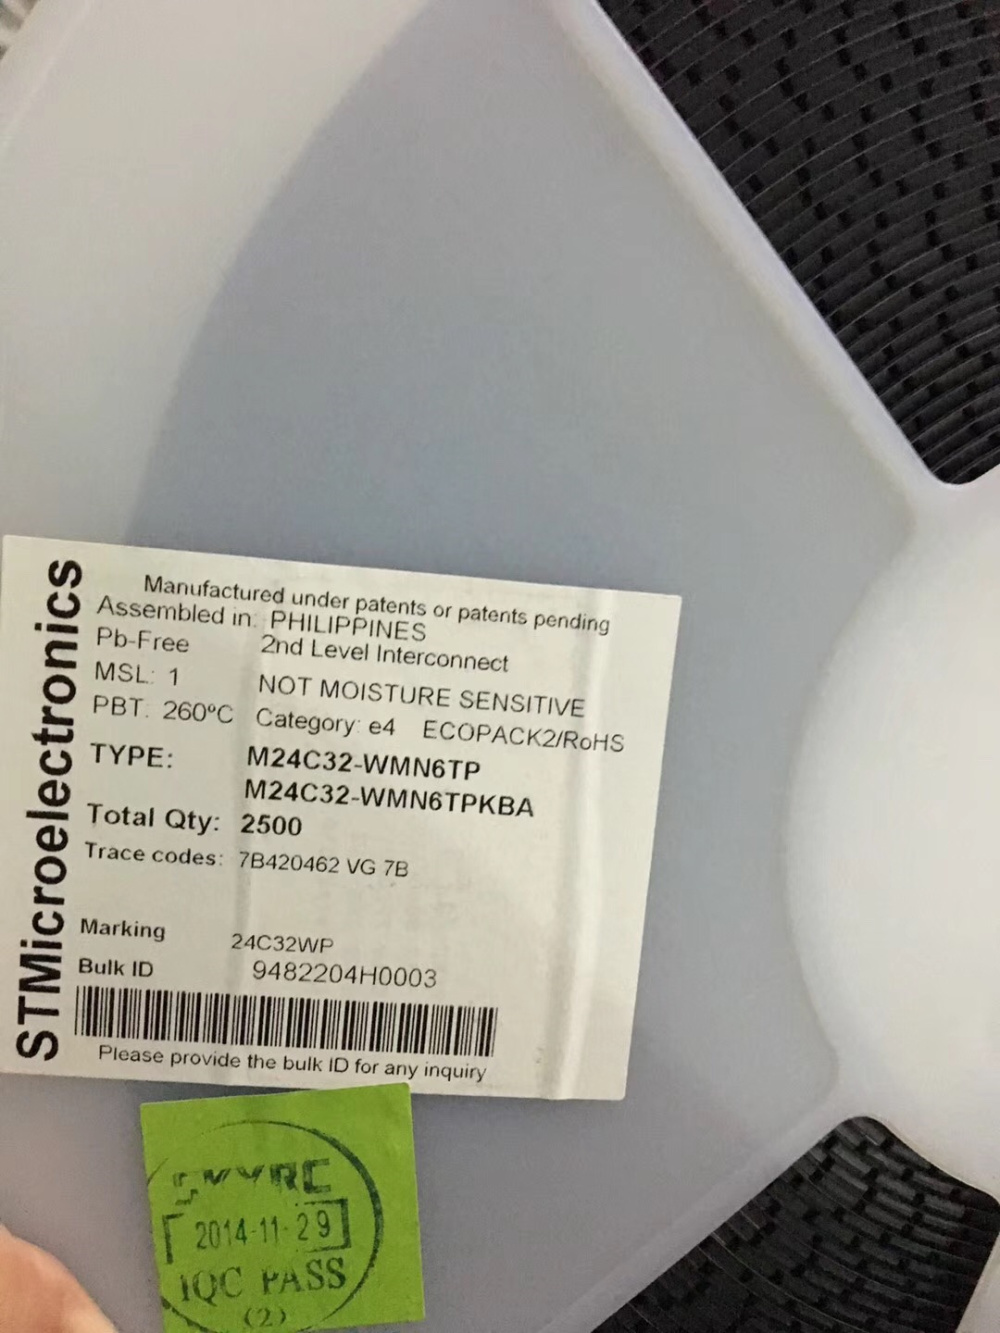 STMicroelectronics
Manufactured under patents or patents pending
Assembled in: PHILIPPINES
Pb-Free 2nd Level Interconnect
MSL: 1 NOT MOISTURE SENSITIVE
PBT: 260ºC Category: e4 ECOPACK2/RoHS
TYPE: M24C32-WMN6TP
M24C32-WMN6TPKBA
Total Qty: 2500
Trace codes: 7B420462 VG 7B
Marking 24C32WP
Bulk ID 9482204H0003
Please provide the bulk ID for any inquiry
2014-11-29
IQC PASS
(2)